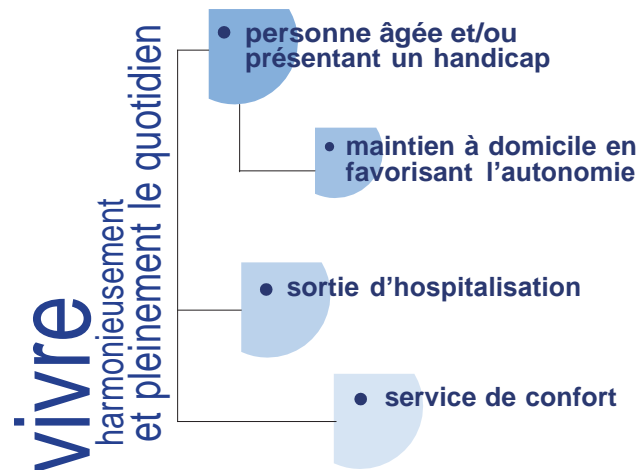 vivre
harmonieusement
et pleinement le quotidien
• personne âgée et/ou
présentant un handicap
• maintien à domicile en
favorisant l'autonomie
• sortie d'hospitalisation
• service de confort